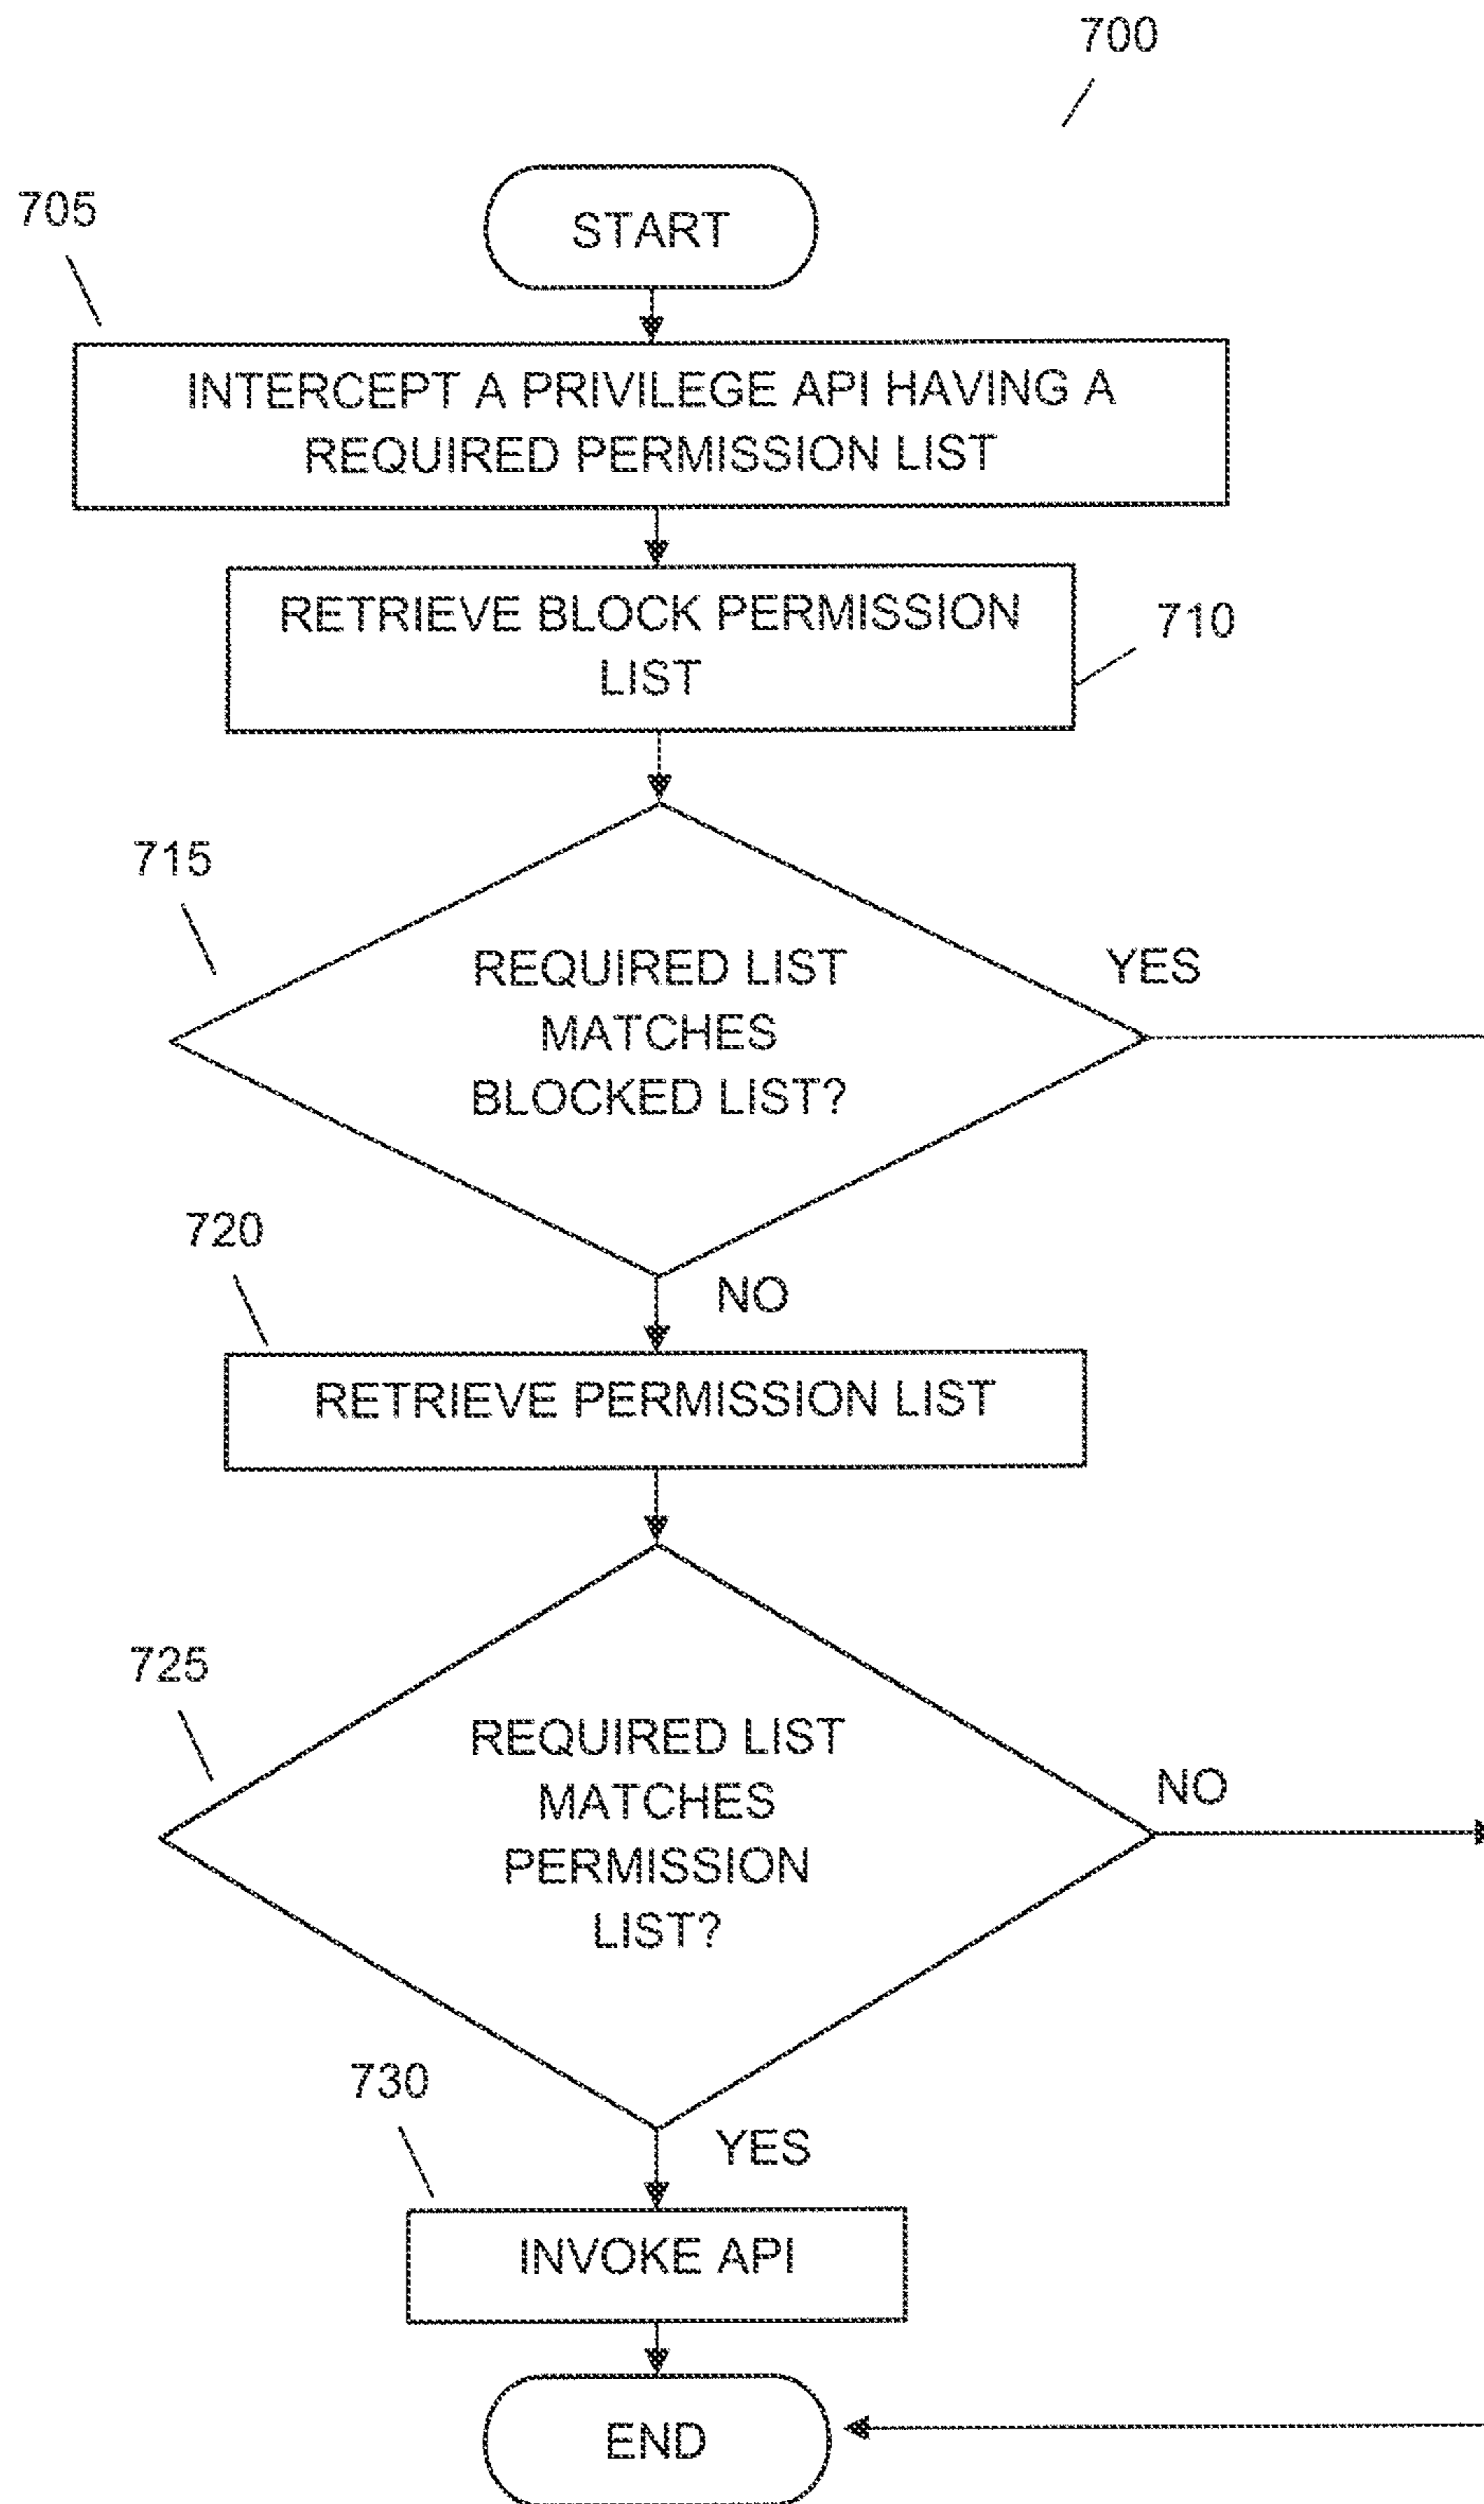 700
START
705
INTERCEPT A PRIVILEGE API HAVING A
REQUIRED PERMISSION LIST
RETRIEVE BLOCK PERMISSION
LIST
710
715
REQUIRED LIST
MATCHES
BLOCKED LIST?
YES
720
NO
RETRIEVE PERMISSION LIST
725
REQUIRED LIST
MATCHES
PERMISSION
LIST?
NO
730
YES
INVOKE API
END